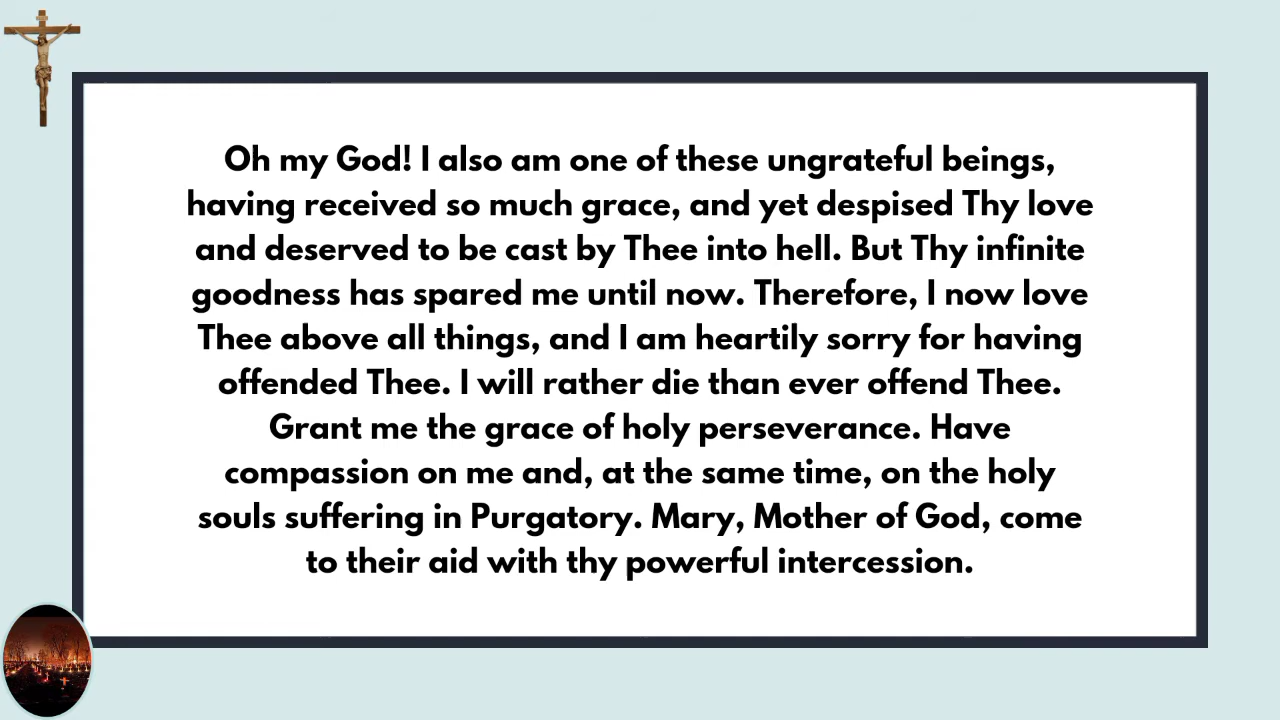 Oh my God! I also am one of these ungrateful beings,
having received so much grace, and yet despised Thy love
and deserved to be cast by Thee into hell. But Thy infinite
goodness has spared me until now. Therefore, I now love
Thee above all things, and I am heartily sorry for having
offended Thee. I will rather die than ever offend Thee.
Grant me the grace of holy perseverance. Have
compassion on me and, at the same time, on the holy
souls suffering in Purgatory. Mary, Mother of God, come
to their aid with thy powerful intercession.